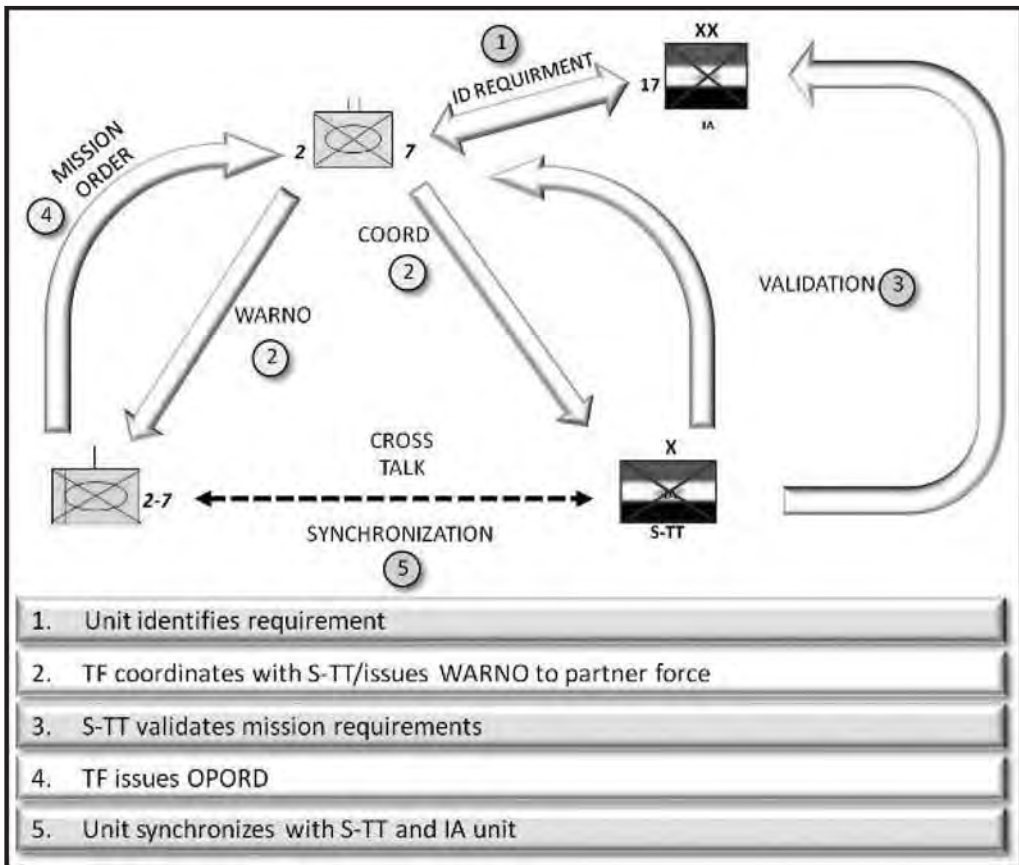 1
XX
ID REQUIRMENT
17
IA
2
7
MISSION
ORDER
4
COORD
2
WARNO
2
VALIDATION 3
X
S-TT
2-7
CROSS
TALK
SYNCHRONIZATION
5
1. Unit identifies requirement
2. TF coordinates with S-TT/issues WARNO to partner force
3. S-TT validates mission requirements
4. TF issues OPORD
5. Unit synchronizes with S-TT and IA unit